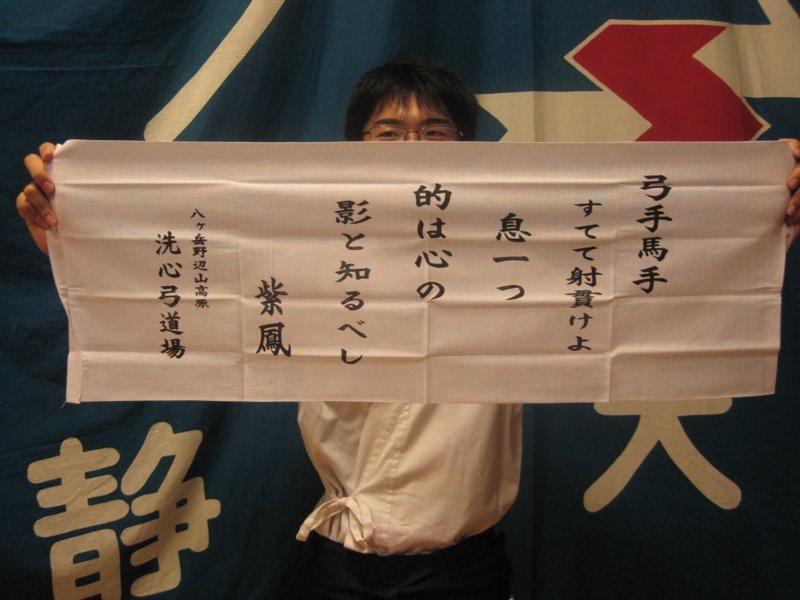 弓手馬手
すてて射貫けよ
息一つ
的は心の
影と知るべし
紫鳳
八ヶ岳野辺山高原
洗心弓道場
静